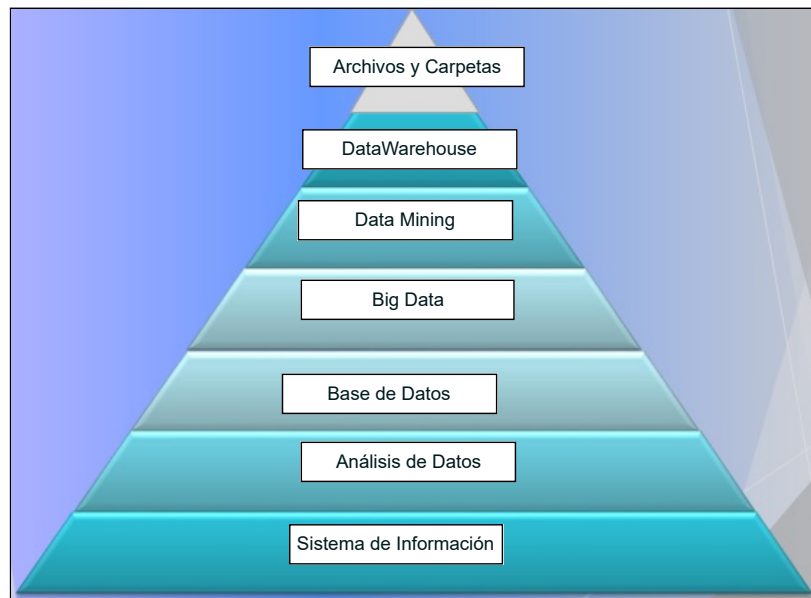 Archivos y Carpetas
DataWarehouse
Data Mining
Big Data
Base de Datos
Análisis de Datos
Sistema de Información